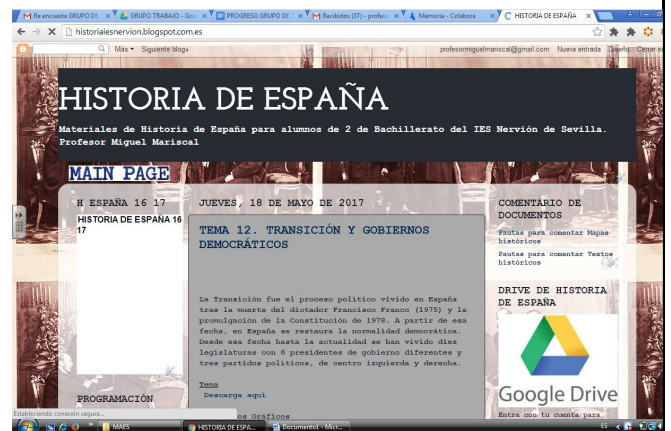 Re encuesta GRUPO DE
GRUPO TRABAJO - Goo
PROGRESO GRUPO DE
Recibidos (37) - profeso
Memoria - Colabora
HISTORIA DE ESPAÑA
historiaiesnervion.blogspot.com.es
Más
Siguiente blog»
profesormiguelmariscal@gmail.com
Nueva entrada
Diseño
HISTORIA DE ESPAÑA
Materiales de Historia de España para alumnos de 2 de Bachillerato del IES Nervión de Sevilla.
Profesor Miguel Mariscal
MAIN PAGE
H ESPAÑA 16 17
HISTORIA DE ESPAÑA 16
17
PROGRAMACIÓN
JUEVES, 18 DE MAYO DE 2017
TEMA 12. TRANSICIÓN Y GOBIERNOS
DEMOCRÁTICOS
La Transición fue el proceso político vivido en España
tras la muerte del dictador Francisco Franco (1975) y la
promulgación de la Constitución de 1978. A partir de esa
fecha, en España se restaura la normalidad democrática.
Desde esa fecha hasta la actualidad se han vivido diez
legislaturas con 6 presidentes de gobierno diferentes y
tres partidos políticos, de centro izquierda y derecha.
Tema
Descarga aquí
Gráficos
COMENTARIO DE
DOCUMENTOS
Pautas para comentar Mapas
históricos
Pautas para comentar Textos
históricos
DRIVE DE HISTORIA
DE ESPAÑA
Google Drive
Entra con tu cuenta para
Estableciendo conexión segura...
MAES
HISTORIA DE ESPA...
Documento1 - Micr...
ES